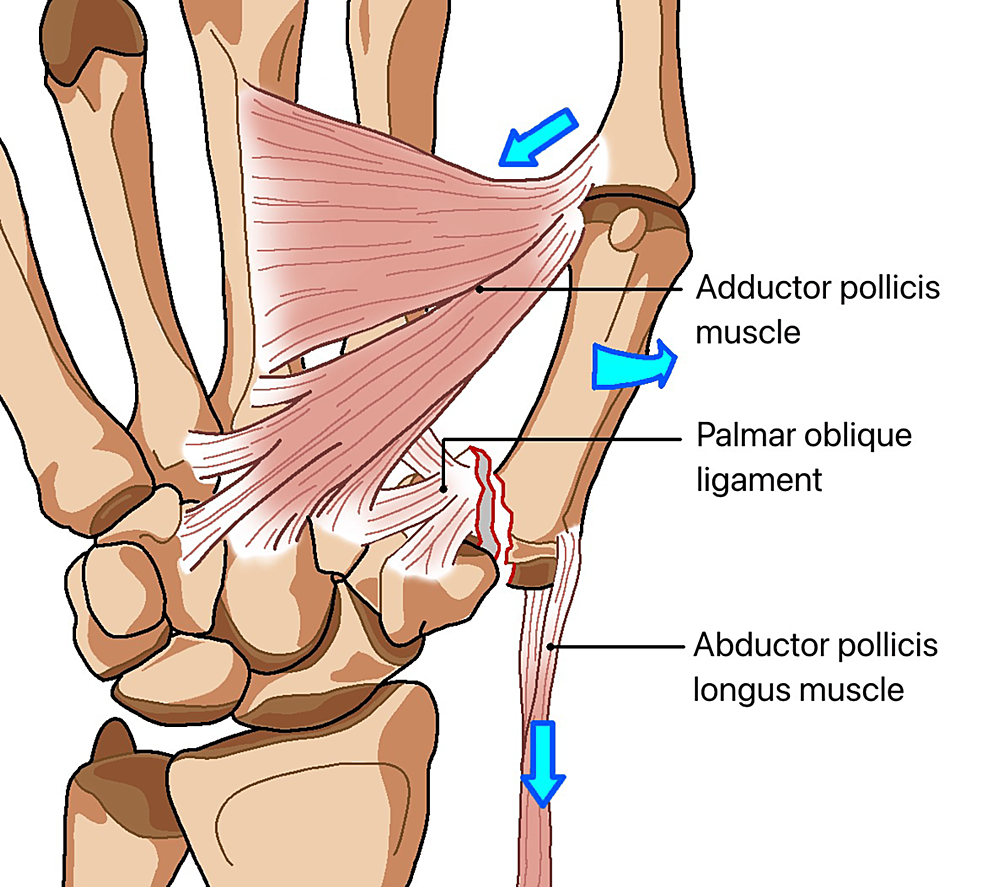 Adductor pollicis
muscle
Palmar oblique
ligament
Abductor pollicis
longus muscle